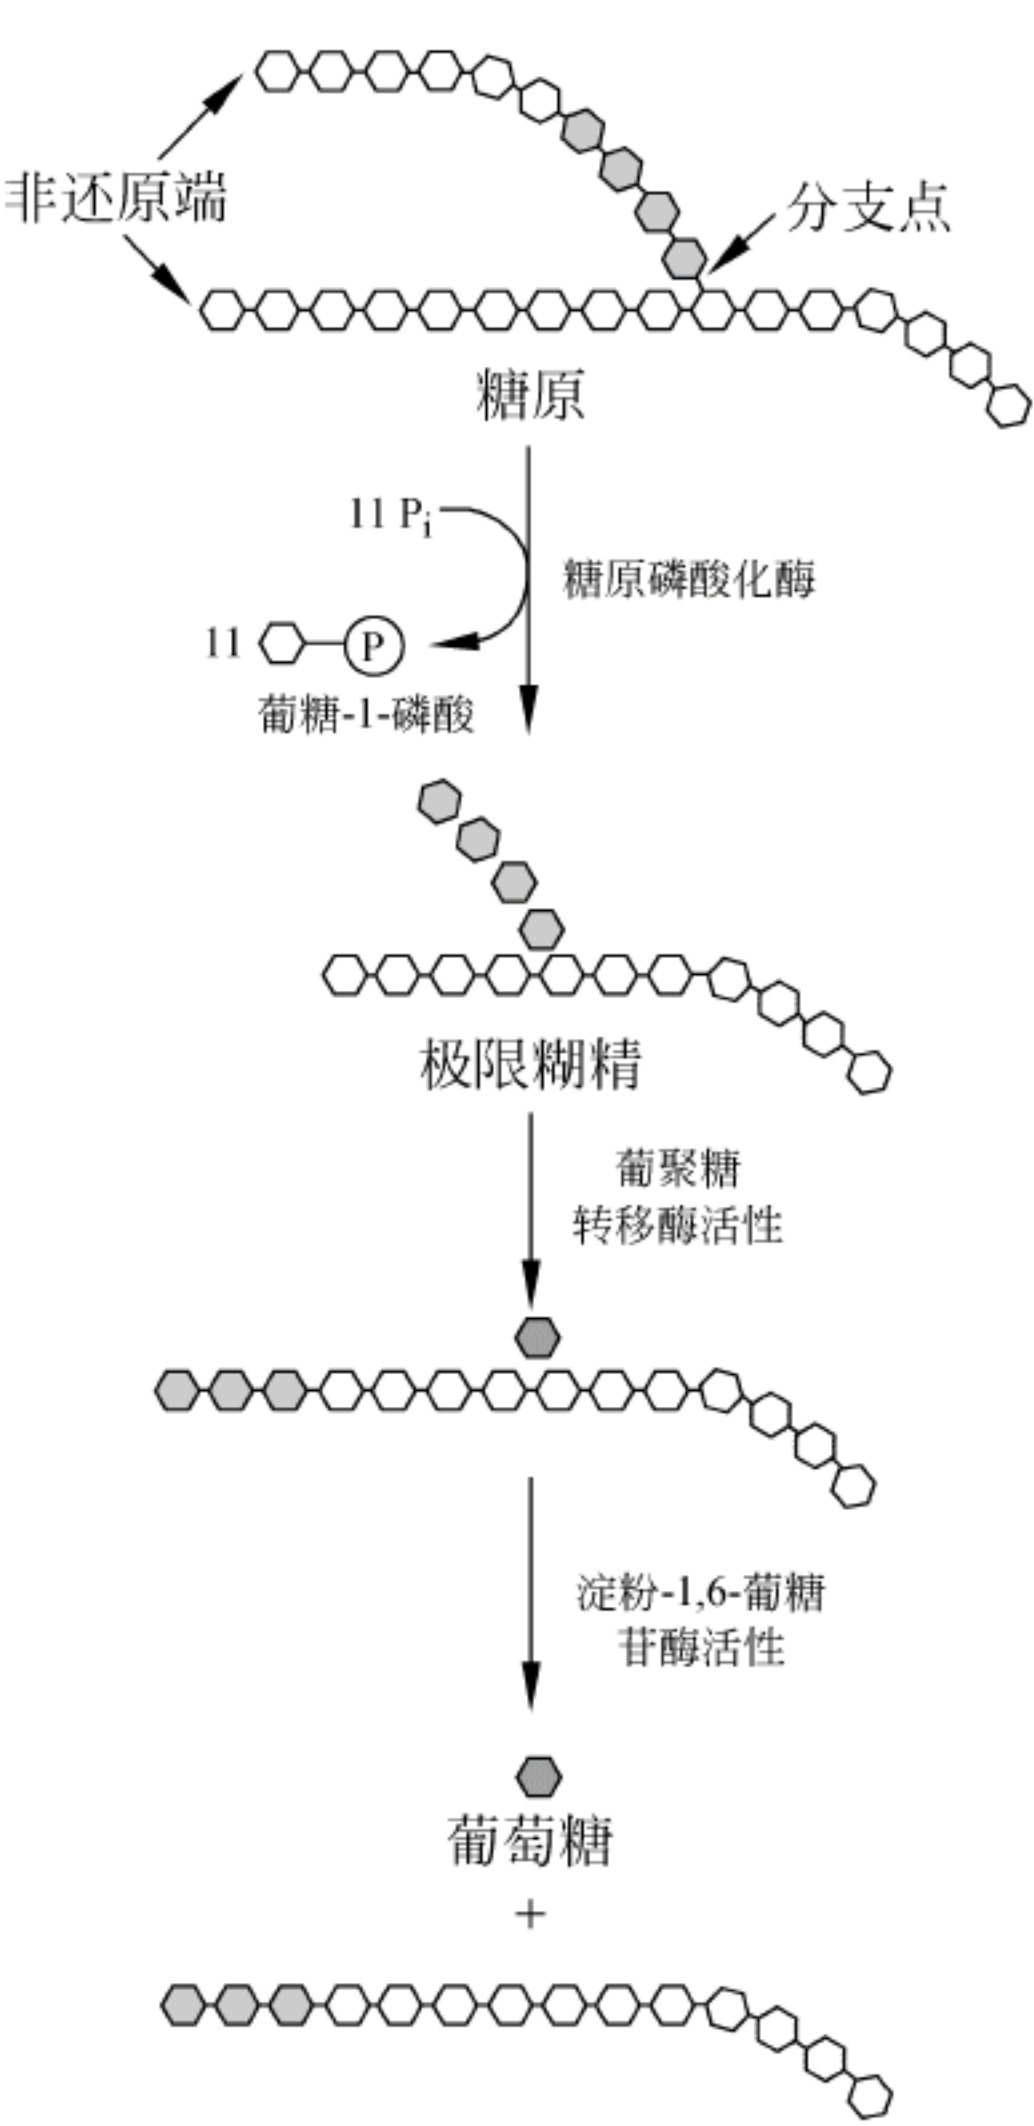 非还原端
分支点
糖原
11 Pi
糖原磷酸化酶
11 P
葡糖-1-磷酸
极限糊精
葡聚糖
转移酶活性
淀粉-1,6-葡糖
苷酶活性
葡萄糖
+